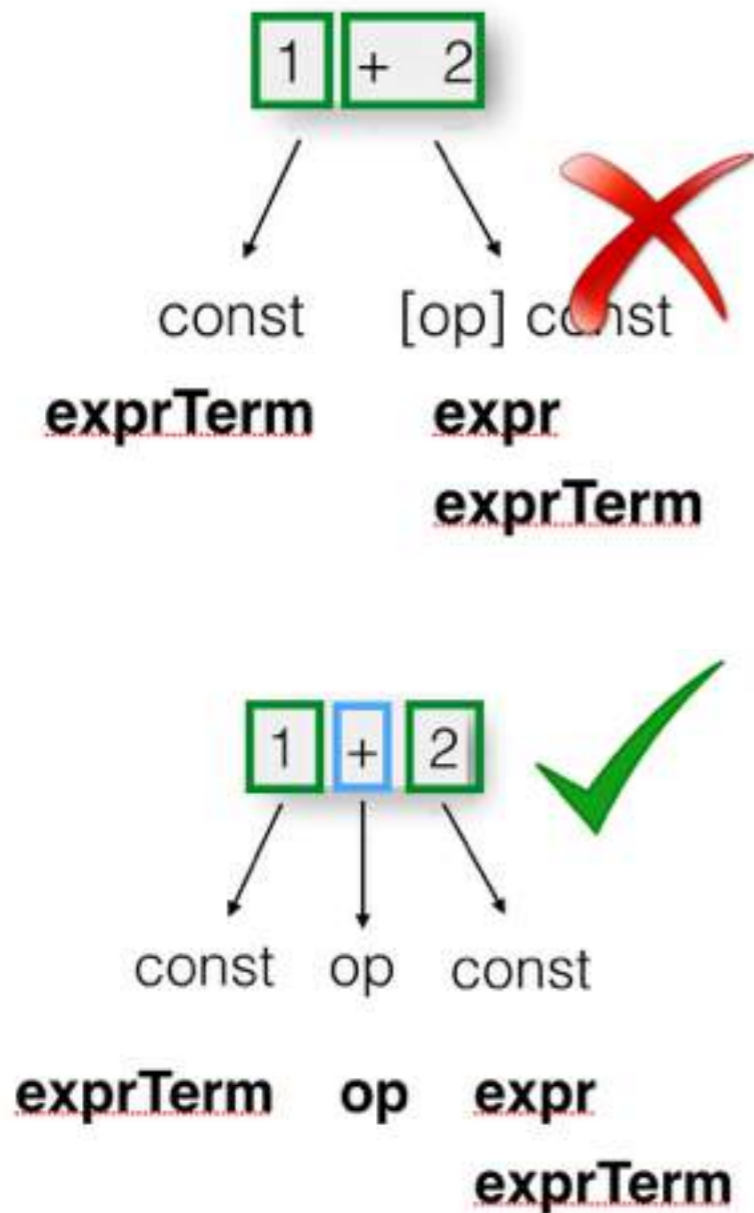 1 + 2
const [op] const
exprTerm expr
exprTerm
1 + 2
const op const
exprTerm op expr
exprTerm